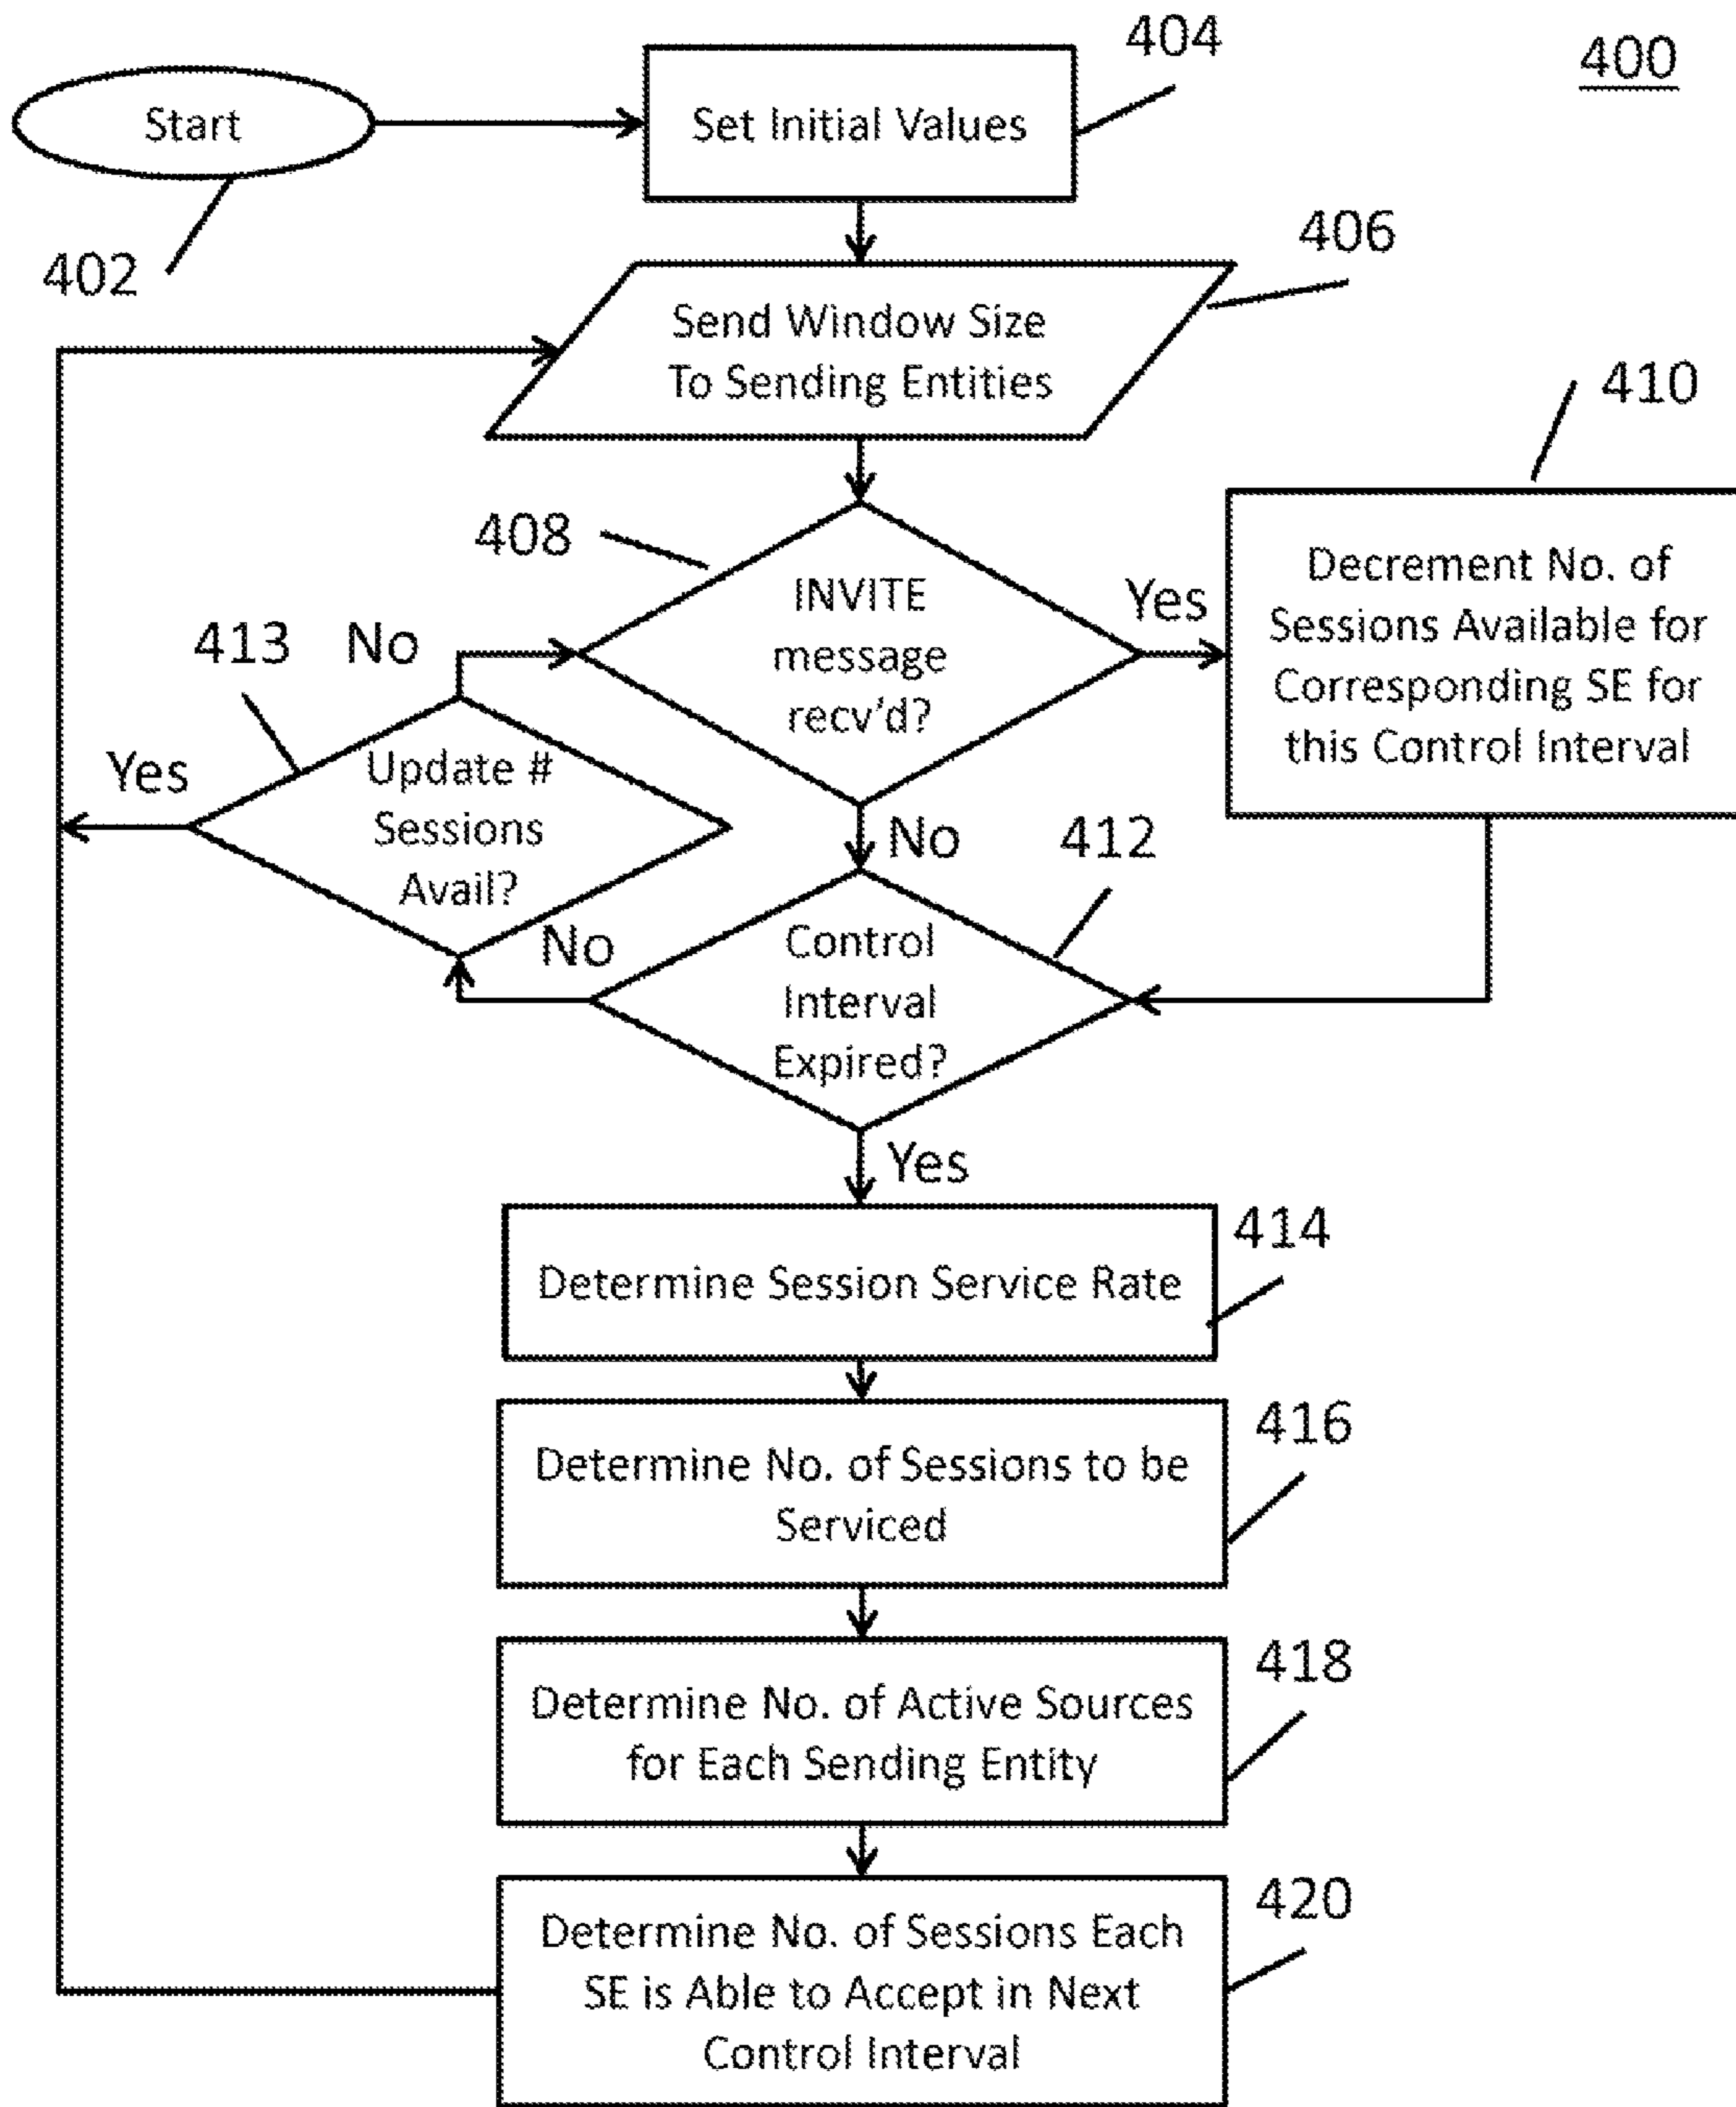 400
Start
402
Set Initial Values
404
Send Window Size
To Sending Entities
406
INVITE
message
recv'd?
408
Yes
No
Decrement No. of
Sessions Available for
Corresponding SE for
this Control Interval
410
Update #
Sessions
Avail?
413
No
Yes
Control
Interval
Expired?
412
No
Yes
Determine Session Service Rate
414
Determine No. of Sessions to be
Serviced
416
Determine No. of Active Sources
for Each Sending Entity
418
Determine No. of Sessions Each
SE is Able to Accept in Next
Control Interval
420